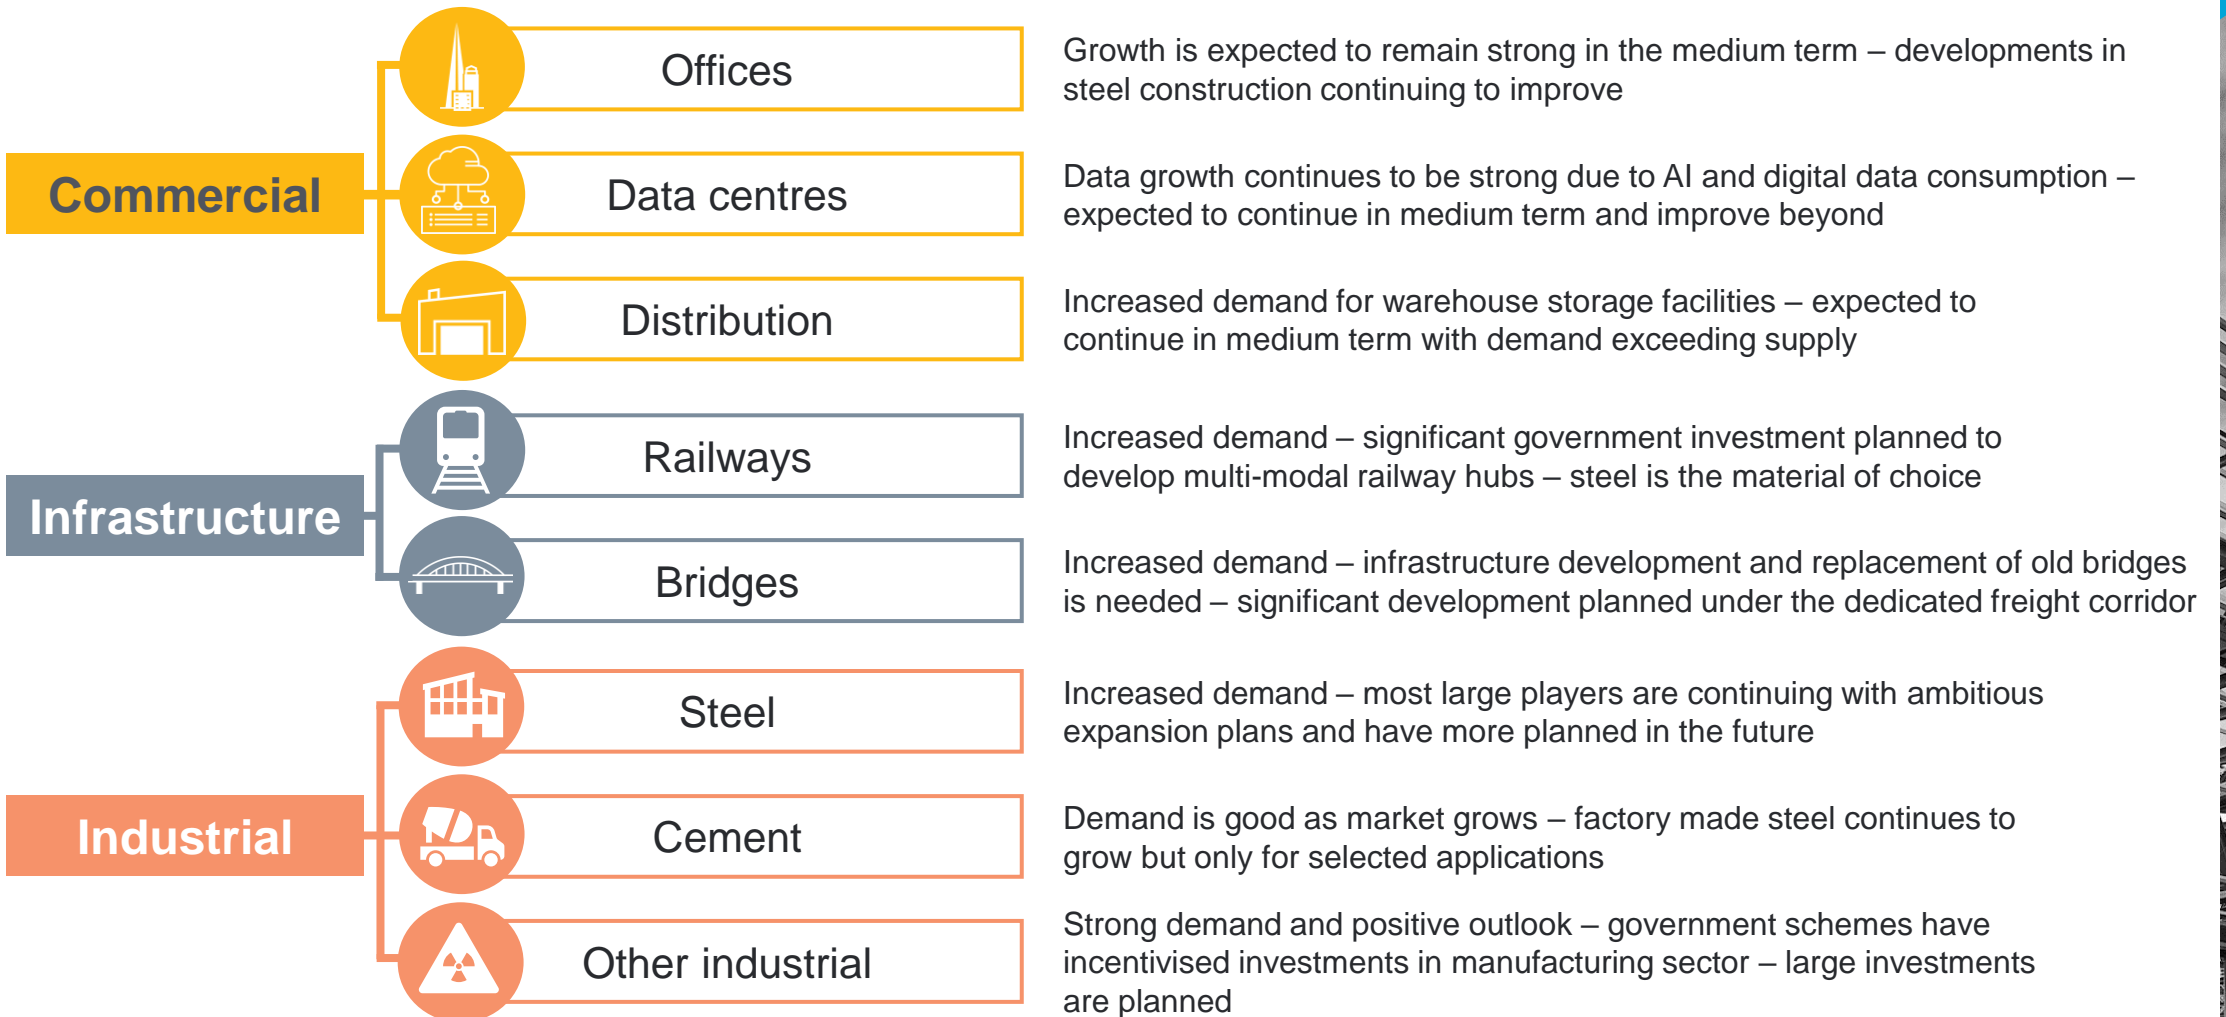 Commercial
Offices
Growth is expected to remain strong in the medium term – developments in
steel construction continuing to improve
Data centres
Data growth continues to be strong due to AI and digital data consumption –
expected to continue in medium term and improve beyond
Distribution
Increased demand for warehouse storage facilities – expected to
continue in medium term with demand exceeding supply
Infrastructure
Railways
Increased demand – significant government investment planned to
develop multi-modal railway hubs – steel is the material of choice
Bridges
Increased demand – infrastructure development and replacement of old bridges
is needed – significant development planned under the dedicated freight corridor
Industrial
Steel
Increased demand – most large players are continuing with ambitious
expansion plans and have more planned in the future
Cement
Demand is good as market grows – factory made steel continues to
grow but only for selected applications
Other industrial
Strong demand and positive outlook – government schemes have
incentivised investments in manufacturing sector – large investments
are planned